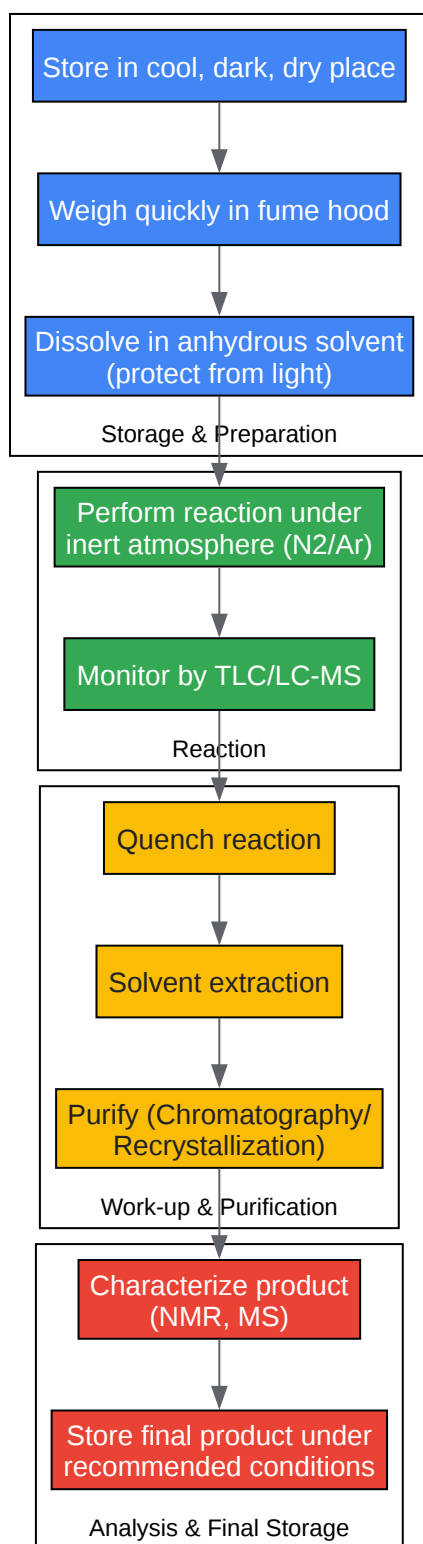 Store in cool, dark, dry place
Weigh quickly in fume hood
Dissolve in anhydrous solvent
(protect from light)
Storage & Preparation
Perform reaction under
inert atmosphere (N2/Ar)
Monitor by TLC/LC-MS
Reaction
Quench reaction
Solvent extraction
Purify (Chromatography/
Recrystallization)
Work-up & Purification
Characterize product
(NMR, MS)
Store final product under
recommended conditions
Analysis & Final Storage